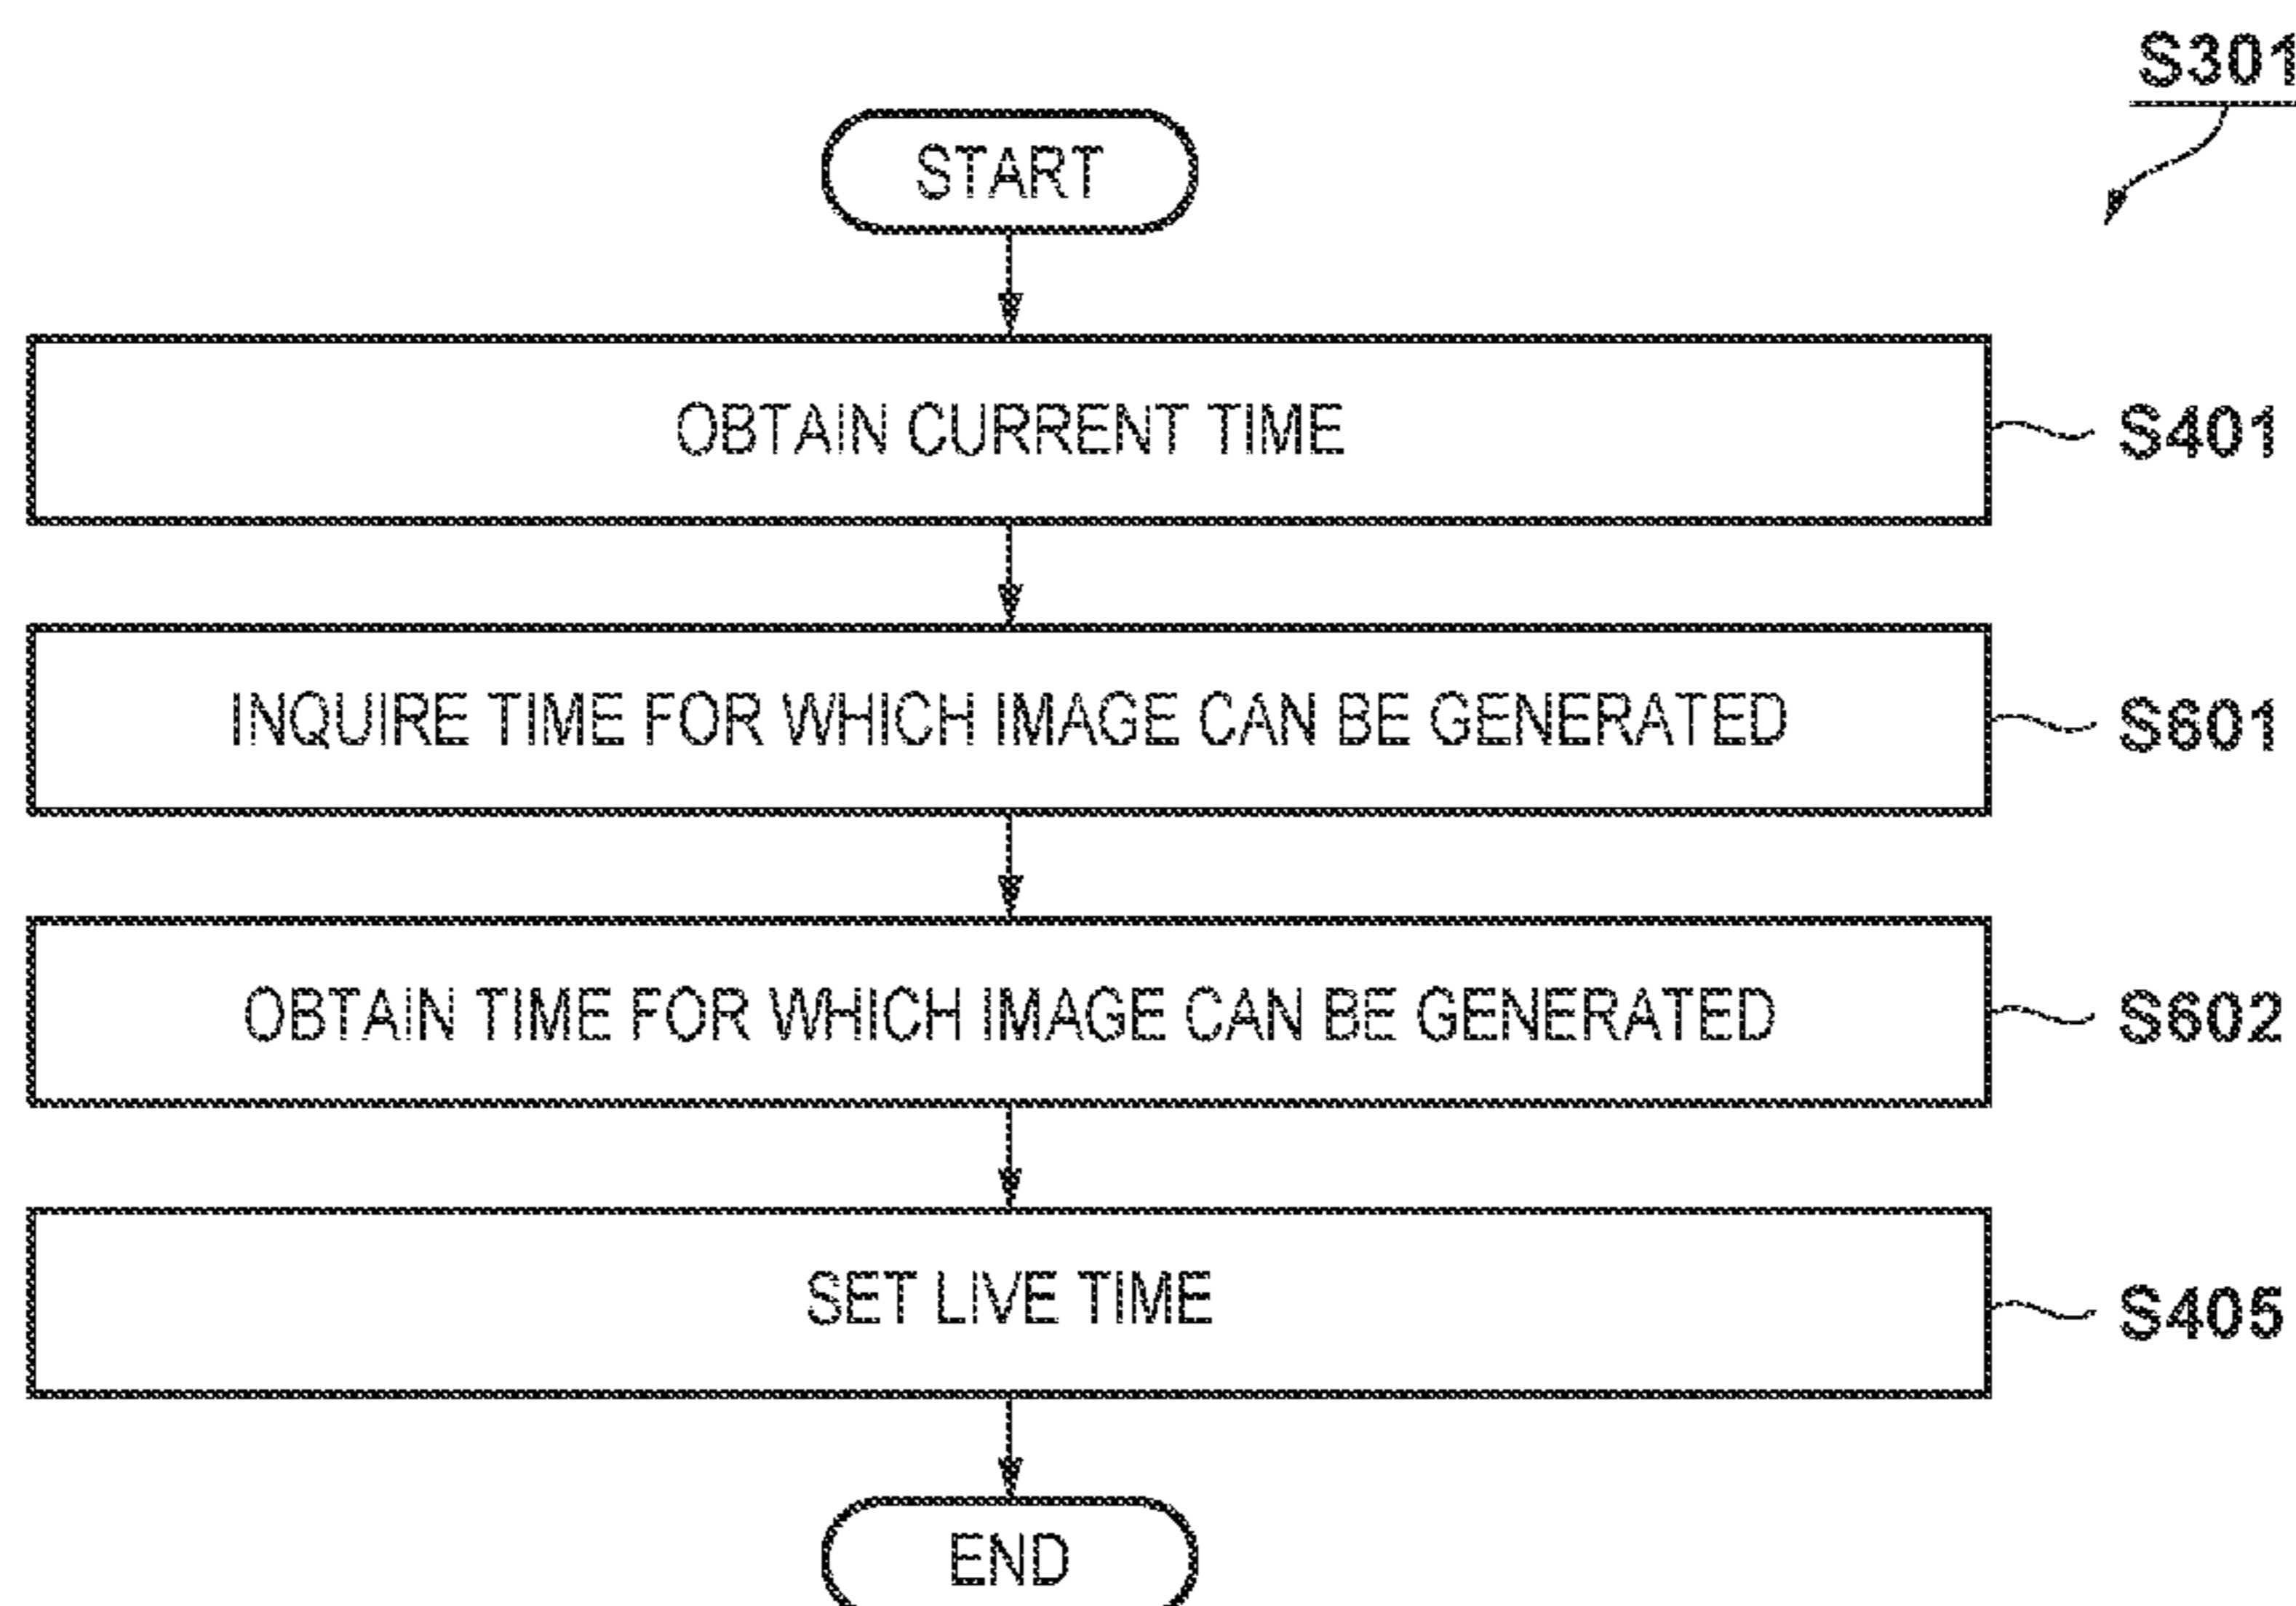 S301
START
OBTAIN CURRENT TIME
S401
INQUIRE TIME FOR WHICH IMAGE CAN BE GENERATED
S601
OBTAIN TIME FOR WHICH IMAGE CAN BE GENERATED
S602
SET LIVE TIME
S405
END